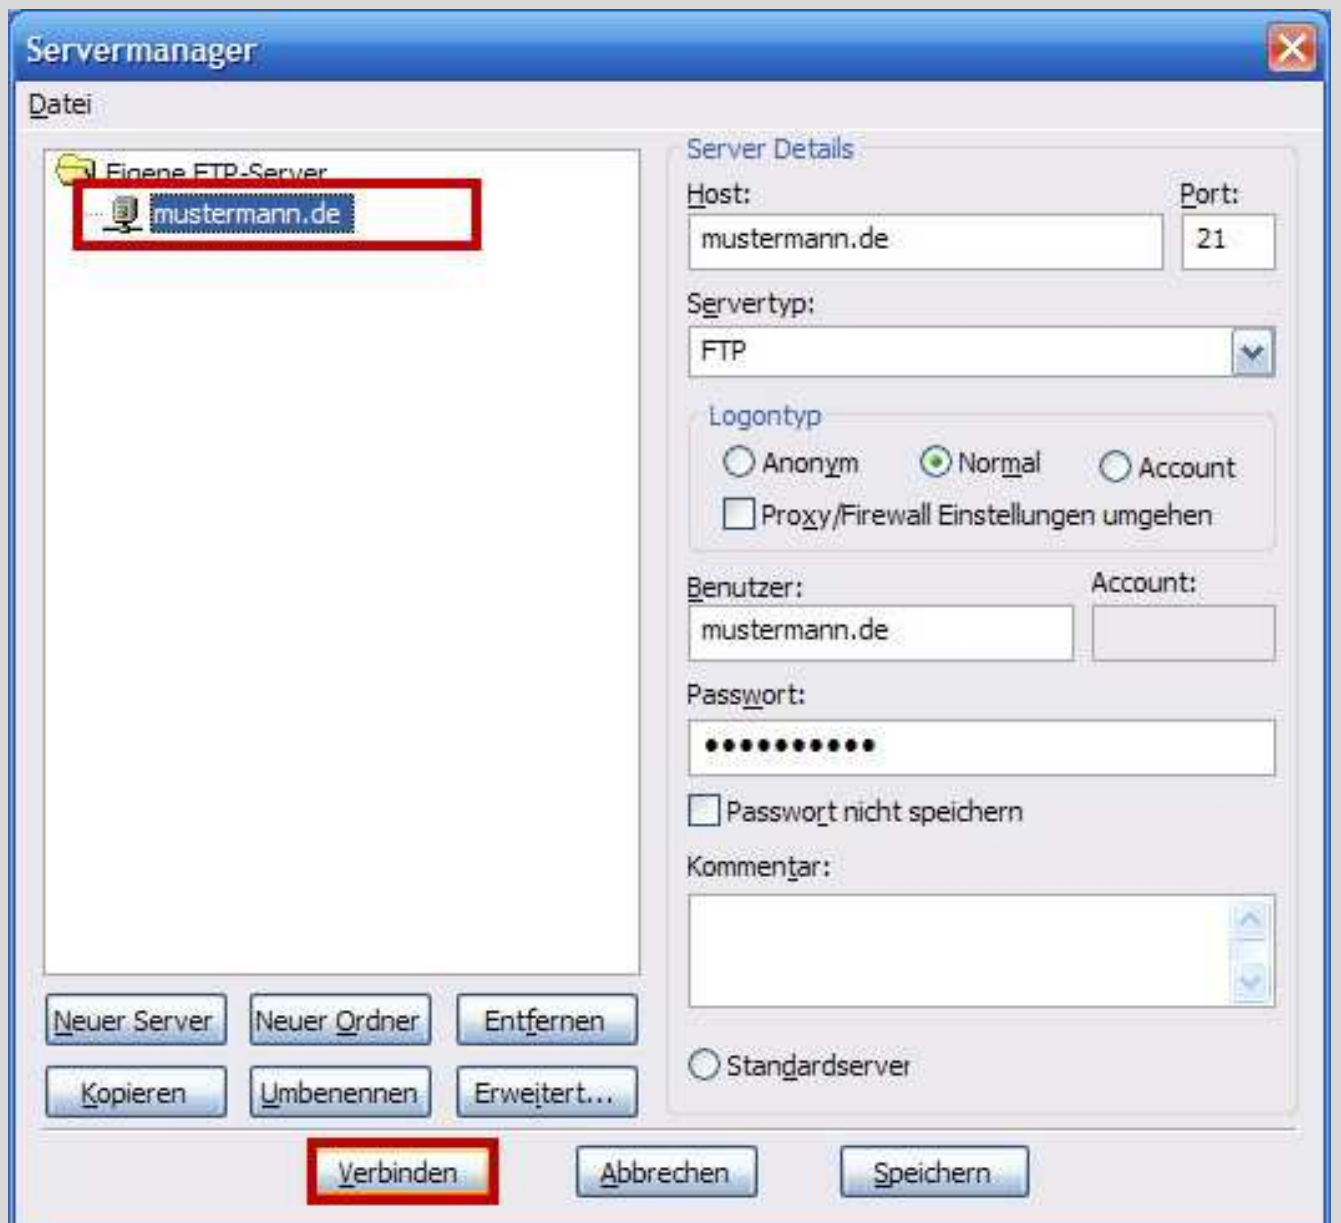 Servermanager
Datei
Eigene FTP-Server
mustermann.de
Server Details
Host: Port:
mustermann.de 21
Servertyp:
FTP
Logontyp
Anonym Normal Account
Proxy/Firewall Einstellungen umgehen
Benutzer: Account:
mustermann.de
Passwort:
••••••••••
Passwort nicht speichern
Kommentar:
Standardserver
Neuer Server Neuer Ordner Entfernen
Kopieren Umbenennen Erweitert...
Verbinden Abbrechen Speichern